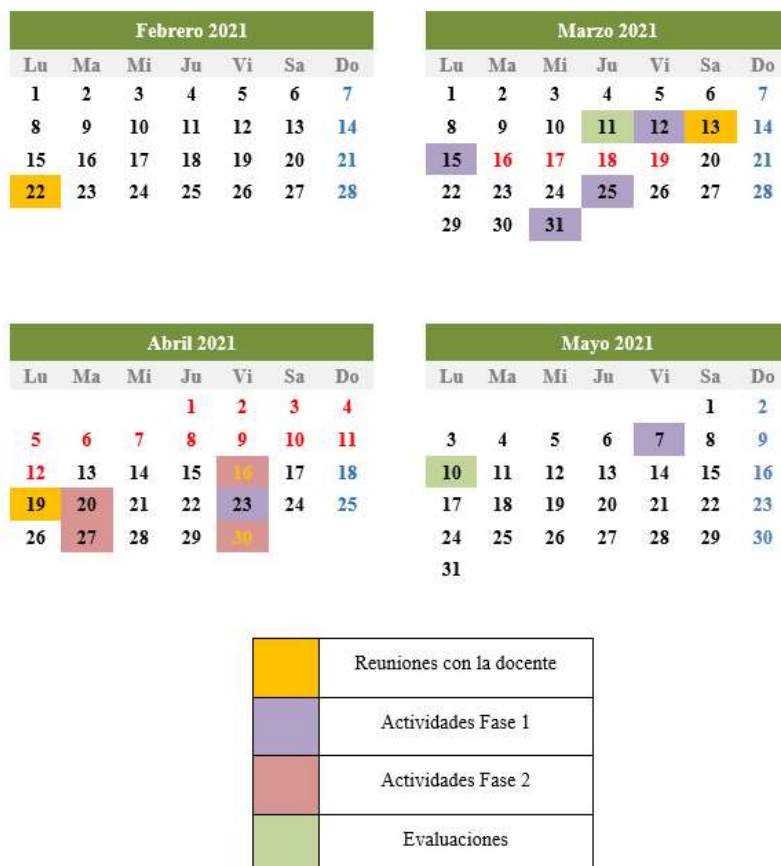 Febrero 2021
Lu Ma Mi Ju Vi Sa Do
1 2 3 4 5 6 7
8 9 10 11 12 13 14
15 16 17 18 19 20 21
22 23 24 25 26 27 28
Marzo 2021
Lu Ma Mi Ju Vi Sa Do
1 2 3 4 5 6 7
8 9 10 11 12 13 14
15 16 17 18 19 20 21
22 23 24 25 26 27 28
29 30 31
Abril 2021
Lu Ma Mi Ju Vi Sa Do
1 2 3 4
5 6 7 8 9 10 11
12 13 14 15 16 17 18
19 20 21 22 23 24 25
26 27 28 29 30
Mayo 2021
Lu Ma Mi Ju Vi Sa Do
1 2
3 4 5 6 7 8 9
10 11 12 13 14 15 16
17 18 19 20 21 22 23
24 25 26 27 28 29 30
31
Reuniones con la docente
Actividades Fase 1
Actividades Fase 2
Evaluaciones